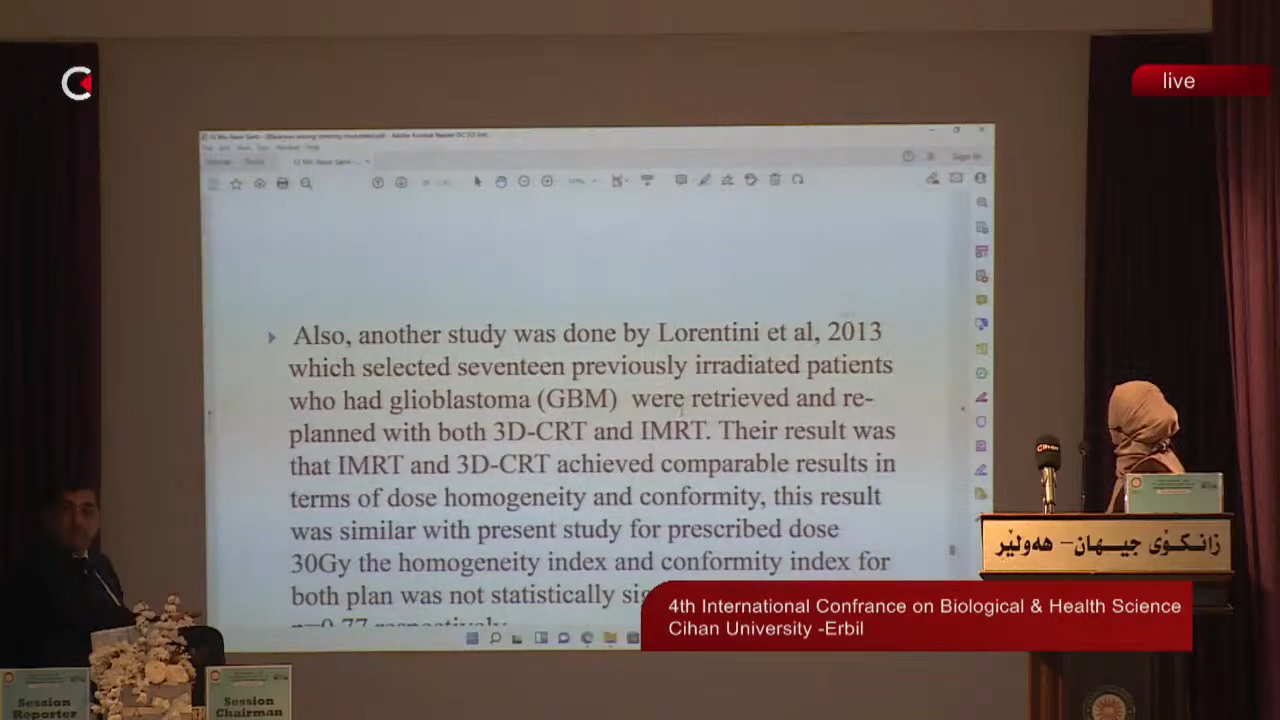 live
Sign In
Also, another study was done by Lorentini et al, 2013
which selected seventeen previously irradiated patients
who had glioblastoma (GBM) were retrieved and re-
planned with both 3D-CRT and IMRT. Their result was
that IMRT and 3D-CRT achieved comparable results in
terms of dose homogeneity and conformity, this result
was similar with present study for prescribed dose
30Gy the homogeneity index and conformity index for
both plan was not statistically
زانکۆی جیهان - هەولێر
4th International Confrance on Biological & Health Science
Cihan University -Erbil
Session
Reporter
Session
Chairman